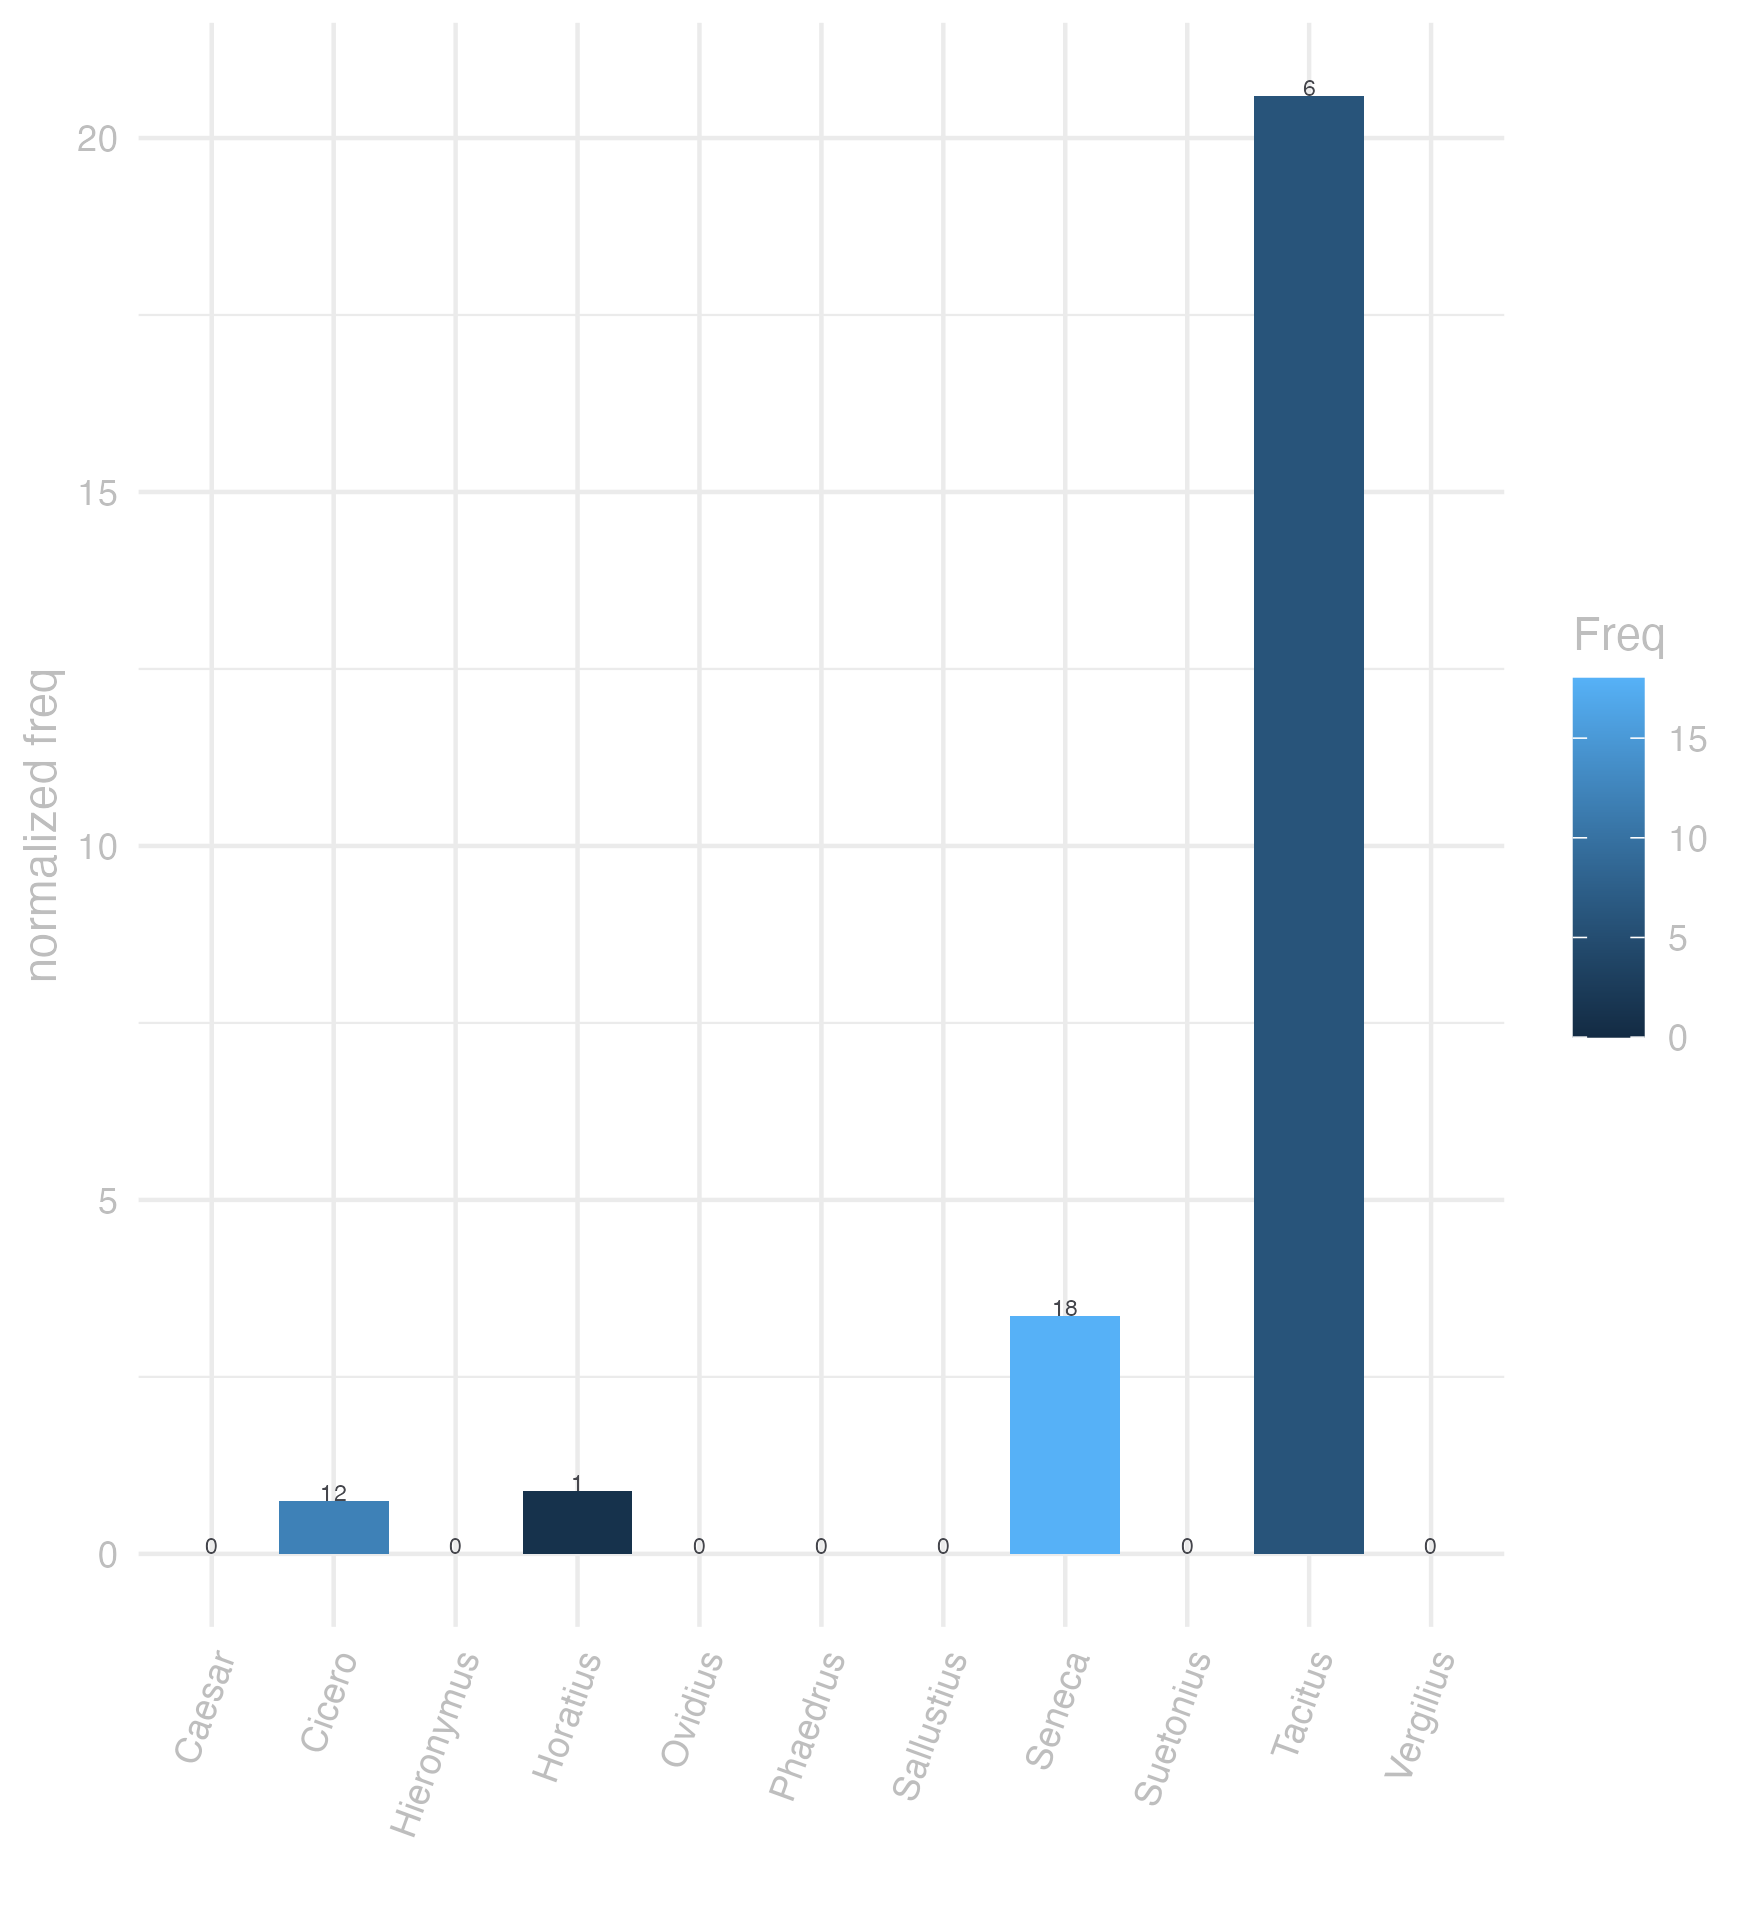 6
20
15
10
5
0
normalized freq
18
12
1
0
0
0
0
0
0
0
Caesar
Cicero
Hieronymus
Horatius
Ovidius
Phaedrus
Sallustius
Seneca
Suetonius
Tacitus
Vergilius
Freq
15
10
5
0